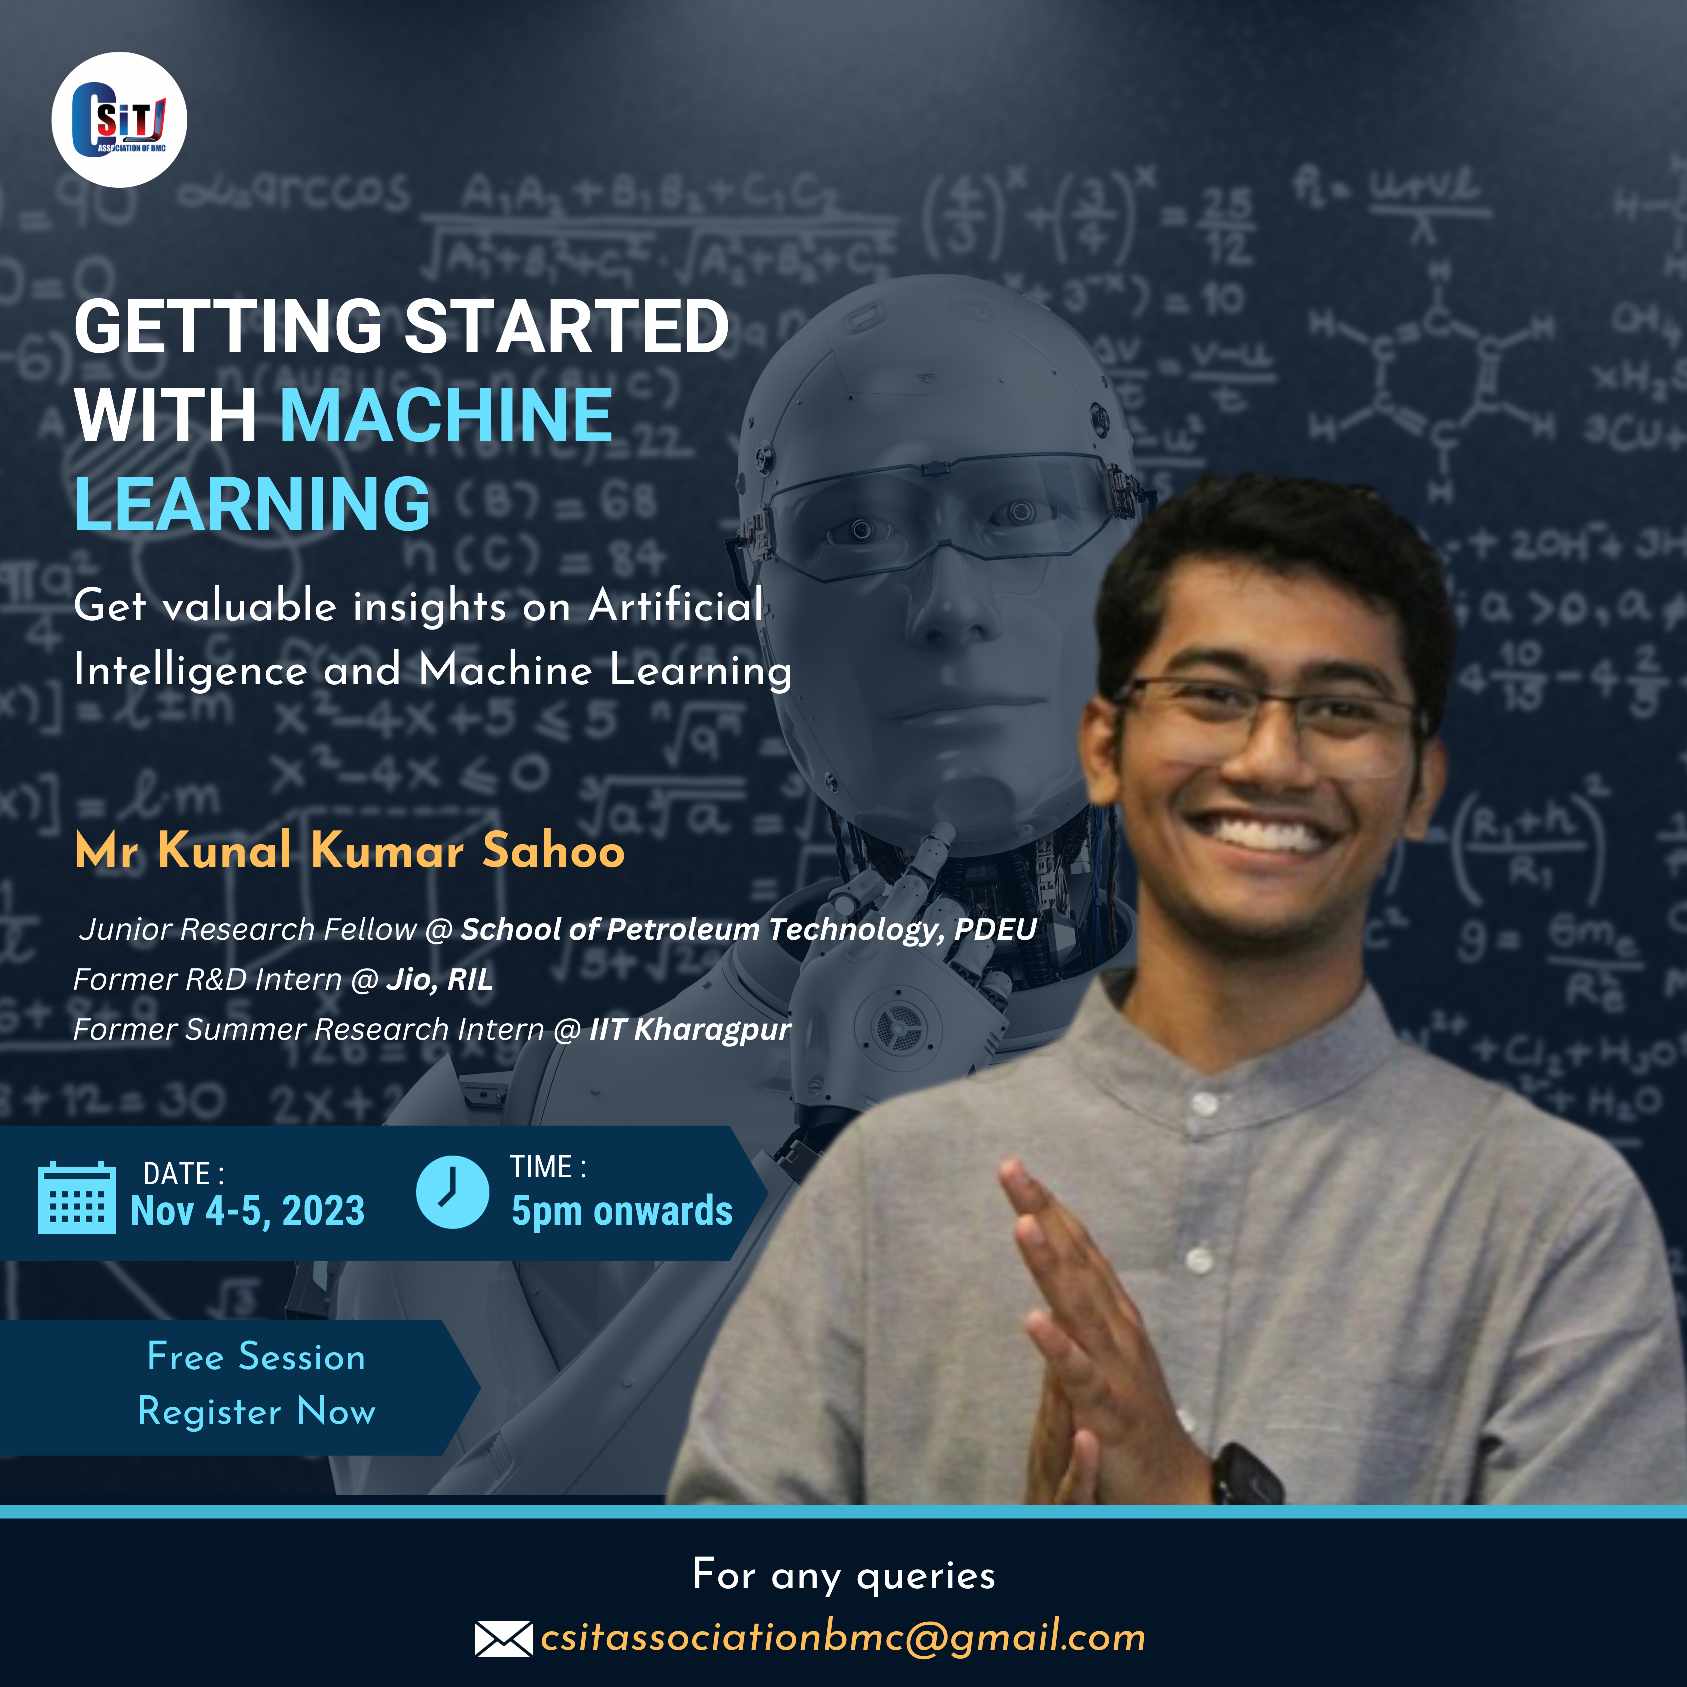 CSiT
ASSOCIATION OF BMC
GETTING STARTED
WITH MACHINE
LEARNING
Get valuable insights on Artificial
Intelligence and Machine Learning
Mr Kunal Kumar Sahoo
Junior Research Fellow @ School of Petroleum Technology, PDEU
Former R&D Intern @ Jio, RIL
Former Summer Research Intern @ IIT Kharagpur
DATE :
Nov 4-5, 2023
TIME :
5pm onwards
Free Session
Register Now
For any queries
csitassociationbmc@gmail.com